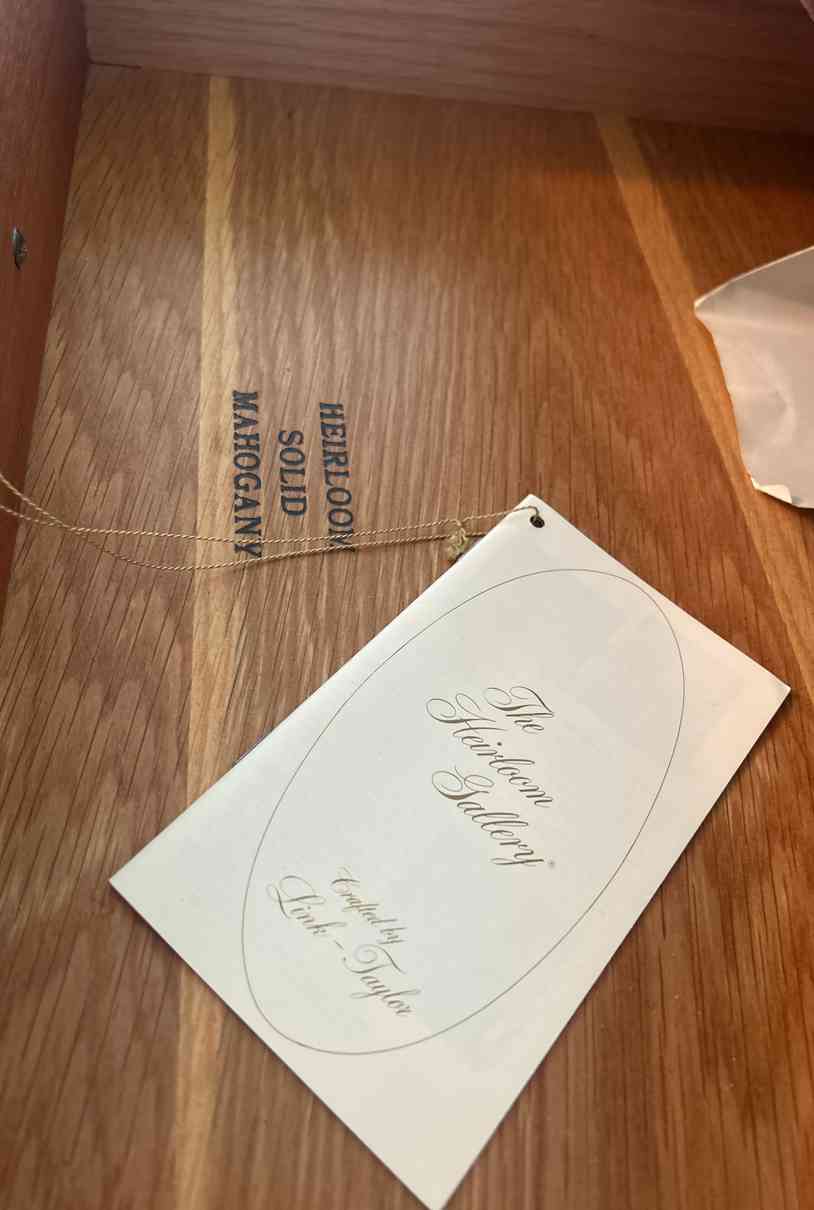 HEIRLOOM
SOLID
MAHOGANY
The
Heirloom
Gallery®
Crafted by
Link-Taylor